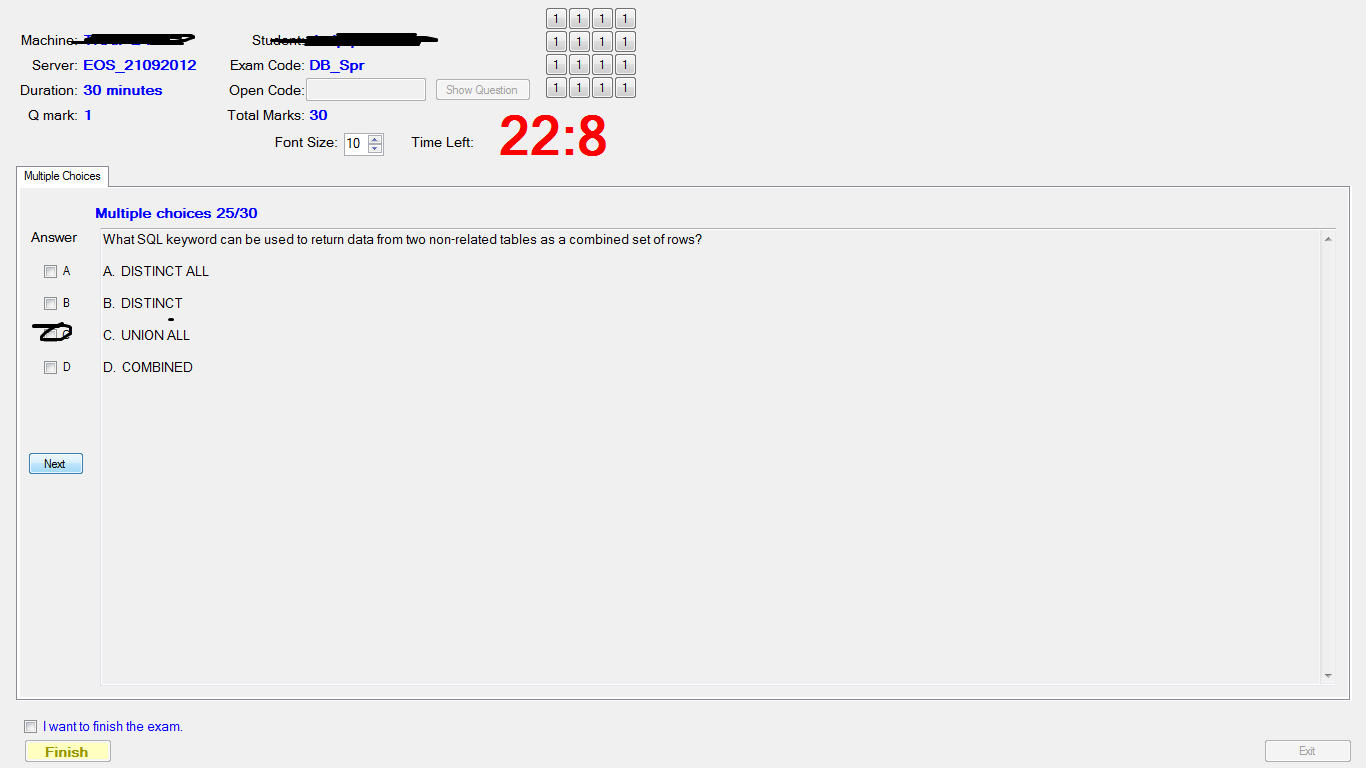 1 1 1 1
Machine: Student:
1 1 1 1
Server: EOS_21092012 Exam Code: DB_Spr
1 1 1 1
Duration: 30 minutes Open Code: Show Question
1 1 1 1
Q mark: 1 Total Marks: 30
Font Size: 10 Time Left: 22:8
Multiple Choices
Multiple choices 25/30
Answer What SQL keyword can be used to return data from two non-related tables as a combined set of rows?
A A. DISTINCT ALL
B B. DISTINCT
C. UNION ALL
D D. COMBINED
Next
I want to finish the exam.
Finish Exit